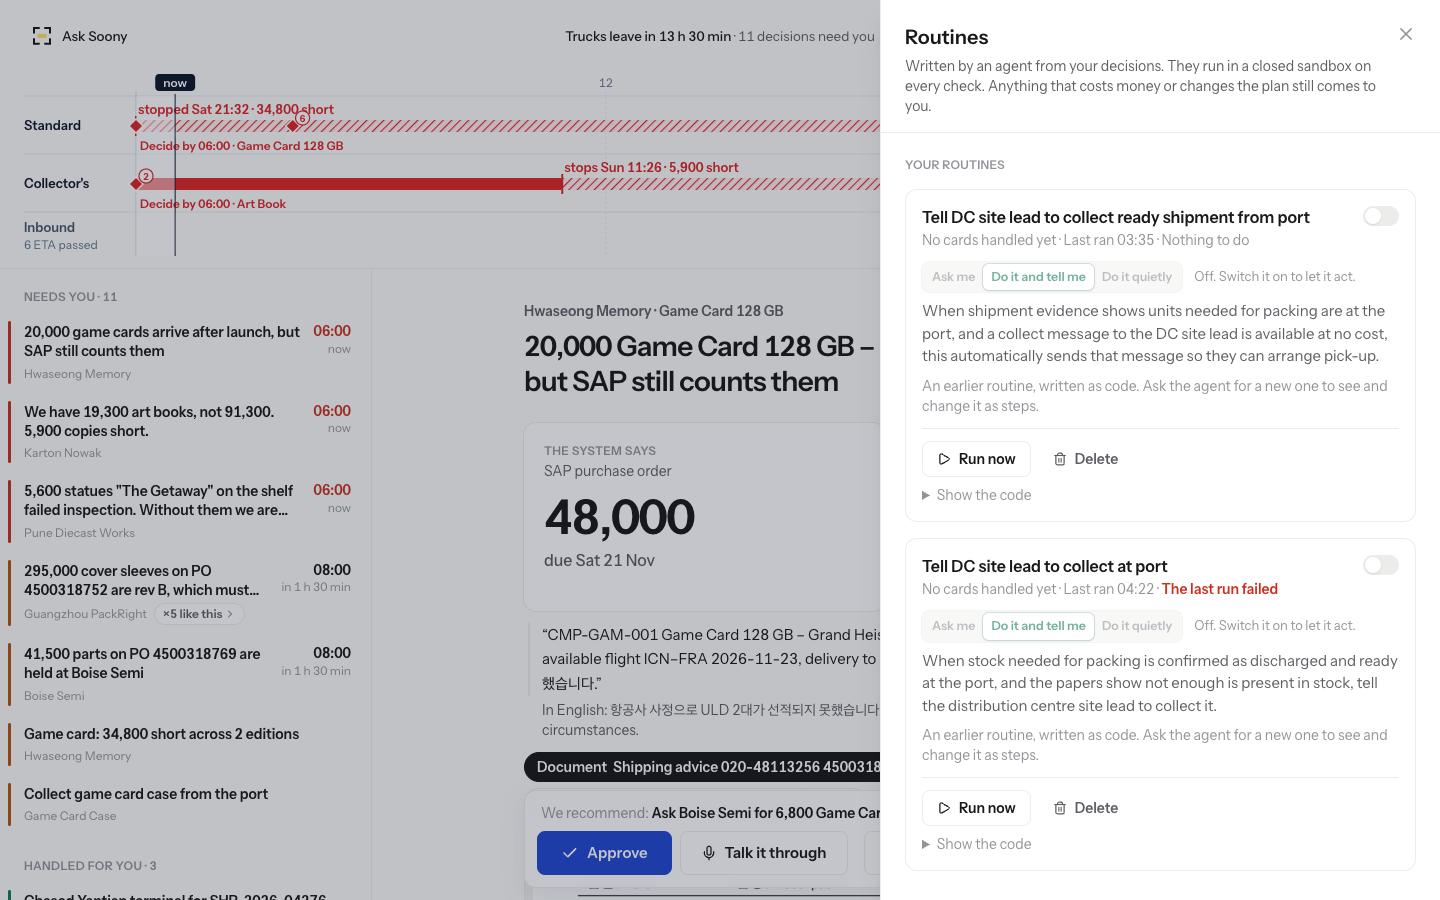 Ask Soony
Trucks leave in 13 h 30 min · 11 decisions need you
now
12
stopped Sat 21:32 · 34,800 short
6
Standard
Decide by 06:00 · Game Card 128 GB
stops Sun 11:26 · 5,900 short
2
Collector's
Decide by 06:00 · Art Book
Inbound
6 ETA passed
NEEDS YOU · 11
20,000 game cards arrive after launch, but
SAP still counts them
06:00
now
Hwaseong Memory
We have 19,300 art books, not 91,300.
5,900 copies short.
06:00
now
Karton Nowak
5,600 statues "The Getaway" on the shelf
failed inspection. Without them we are...
06:00
now
Pune Diecast Works
295,000 cover sleeves on PO
4500318752 are rev B, which must...
08:00
in 1 h 30 min
Guangzhou PackRight
×5 like this >
41,500 parts on PO 4500318769 are
held at Boise Semi
08:00
in 1 h 30 min
Boise Semi
Game card: 34,800 short across 2 editions
Hwaseong Memory
Collect game card case from the port
Game Card Case
HANDLED FOR YOU · 3
Chased Yantian terminal for SHP-2026-04276
Hwaseong Memory · Game Card 128 GB
20,000 Game Card 128 GB –
but SAP still counts them
THE SYSTEM SAYS
SAP purchase order
48,000
due Sat 21 Nov
“CMP-GAM-001 Game Card 128 GB – Grand Heis
available flight ICN–FRA 2026-11-23, delivery to
했습니다.”
In English: 항공사 사정으로 ULD 2대가 선적되지 못했습니다
circumstances.
Document Shipping advice 020-48113256 4500318
We recommend: Ask Boise Semi for 6,800 Game Car
Approve
Talk it through
Routines
Written by an agent from your decisions. They run in a closed sandbox on
every check. Anything that costs money or changes the plan still comes to
you.
YOUR ROUTINES
Tell DC site lead to collect ready shipment from port
No cards handled yet · Last ran 03:35 · Nothing to do
Ask me
Do it and tell me
Do it quietly
Off. Switch it on to let it act.
When shipment evidence shows units needed for packing are at the
port, and a collect message to the DC site lead is available at no cost,
this automatically sends that message so they can arrange pick-up.
An earlier routine, written as code. Ask the agent for a new one to see and
change it as steps.
Run now
Delete
Show the code
Tell DC site lead to collect at port
No cards handled yet · Last ran 04:22 · The last run failed
Ask me
Do it and tell me
Do it quietly
Off. Switch it on to let it act.
When stock needed for packing is confirmed as discharged and ready
at the port, and the papers show not enough is present in stock, tell
the distribution centre site lead to collect it.
An earlier routine, written as code. Ask the agent for a new one to see and
change it as steps.
Run now
Delete
Show the code